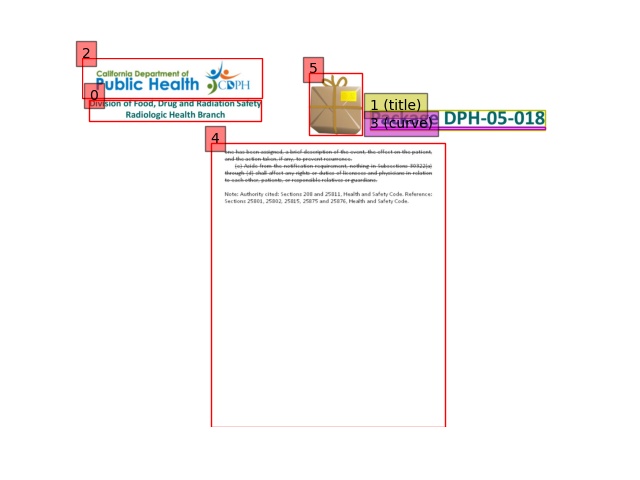 2
California Department of
Public Health
CDPH
0
Division of Food, Drug and Radiation Safety
Radiologic Health Branch
5
1 (title)
Package DPH-05-018
3 (curve)
4
one has been assigned, a brief description of the event, the effect on the patient,
and the action taken, if any, to prevent recurrence.
(e) Aside from the notification requirement, nothing in Subsections 30322(a)
through (d) shall affect any rights or duties of licensees and physicians in relation
to each other, patients, or responsible relatives or guardians.
Note: Authority cited: Sections 208 and 25811, Health and Safety Code. Reference:
Sections 25801, 25802, 25815, 25875 and 25876, Health and Safety Code.